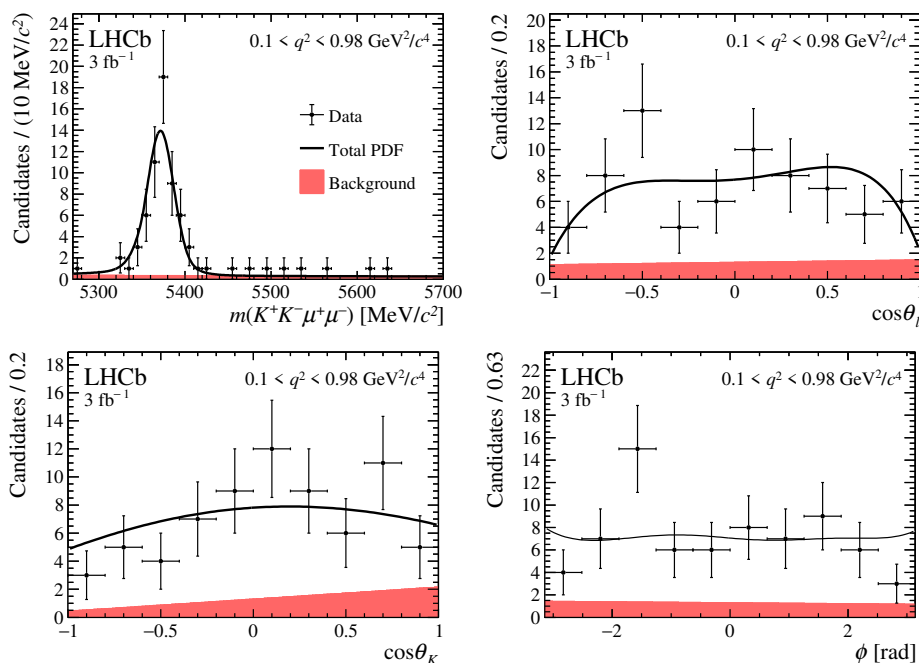 LHCb
3 fb⁻¹
0.1 < q² < 0.98 GeV²/c⁴
Data
Total PDF
Background
Candidates / (10 MeV/c²)
24
22
20
18
16
14
12
10
8
6
4
2
0
5300 5400 5500 5600 5700
m(K⁺K⁻μ⁺μ⁻) [MeV/c²]
LHCb
3 fb⁻¹
0.1 < q² < 0.98 GeV²/c⁴
Candidates / 0.2
20
18
16
14
12
10
8
6
4
2
0
−1 −0.5 0 0.5 1
cosθ_l
LHCb
3 fb⁻¹
0.1 < q² < 0.98 GeV²/c⁴
Candidates / 0.2
18
16
14
12
10
8
6
4
2
0
−1 −0.5 0 0.5 1
cosθ_K
LHCb
3 fb⁻¹
0.1 < q² < 0.98 GeV²/c⁴
Candidates / 0.63
22
20
18
16
14
12
10
8
6
4
2
0
−2 0 2
ϕ [rad]